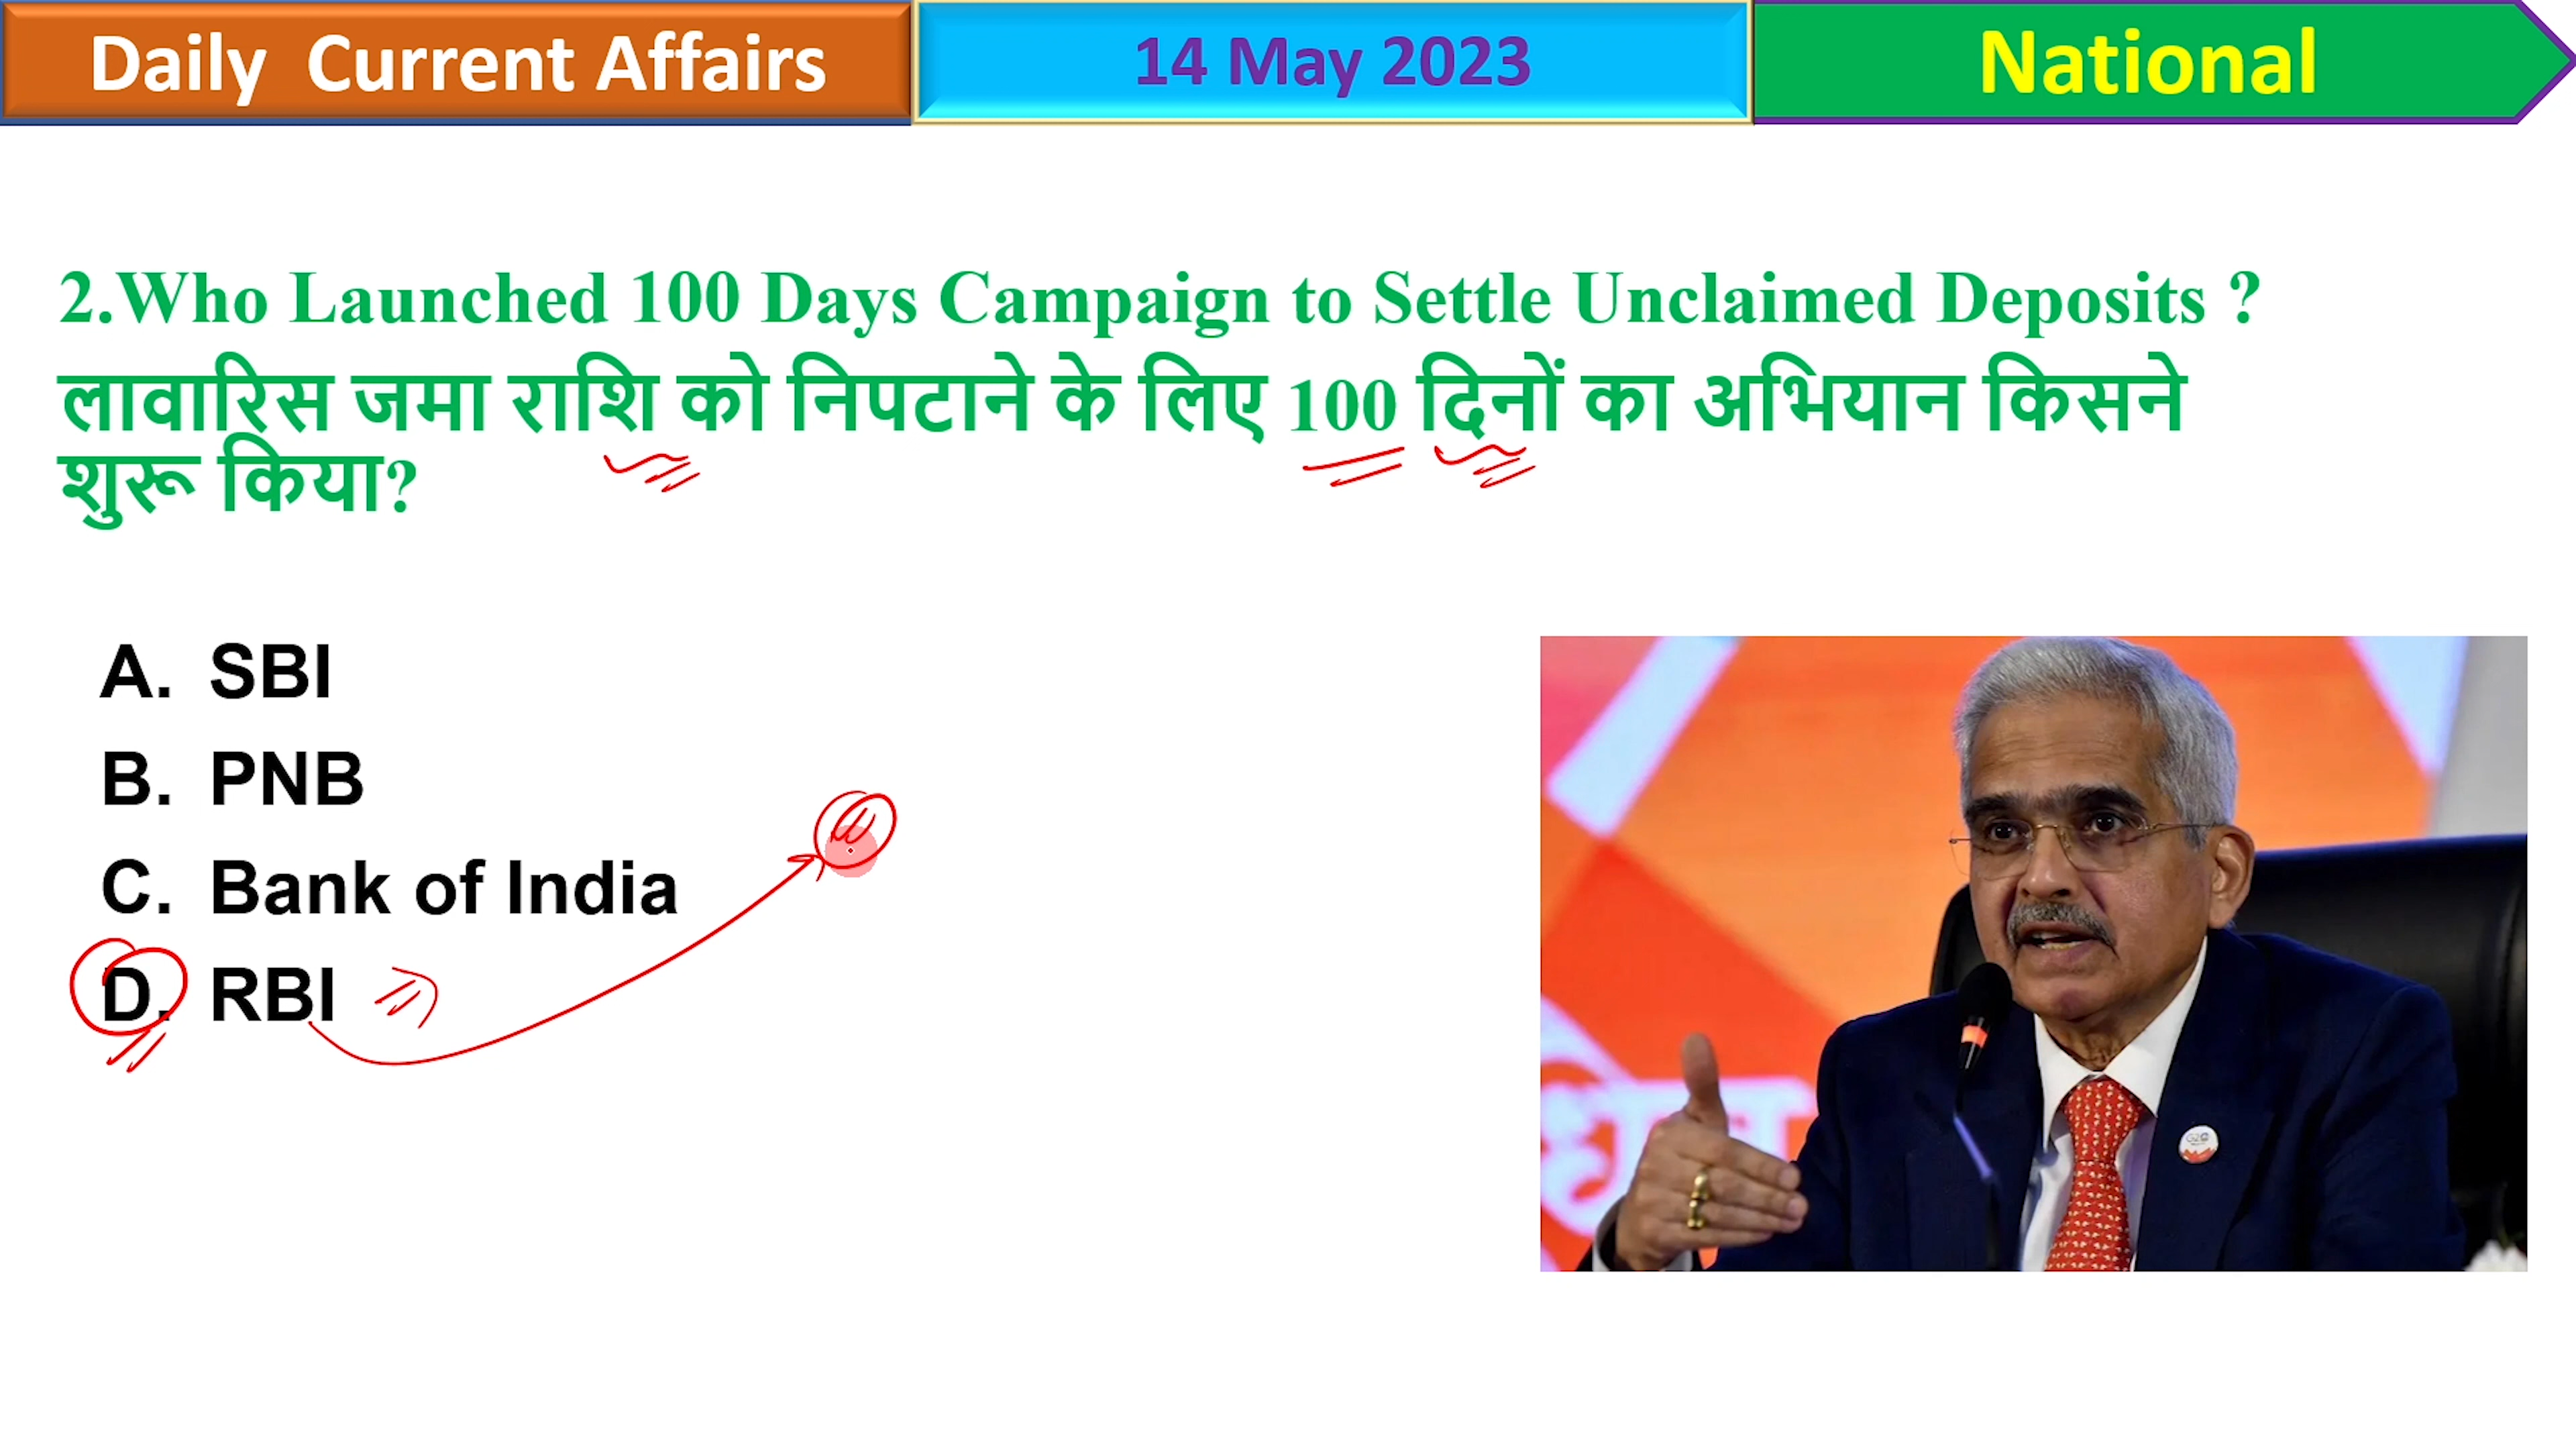 Daily Current Affairs
14 May 2023
National
2.Who Launched 100 Days Campaign to Settle Unclaimed Deposits ?
लावारिस जमा राशि को निपटाने के लिए 100 दिनों का अभियान किसने
शुरू किया?
A. SBI
B. PNB
C. Bank of India
D. RBI
G20